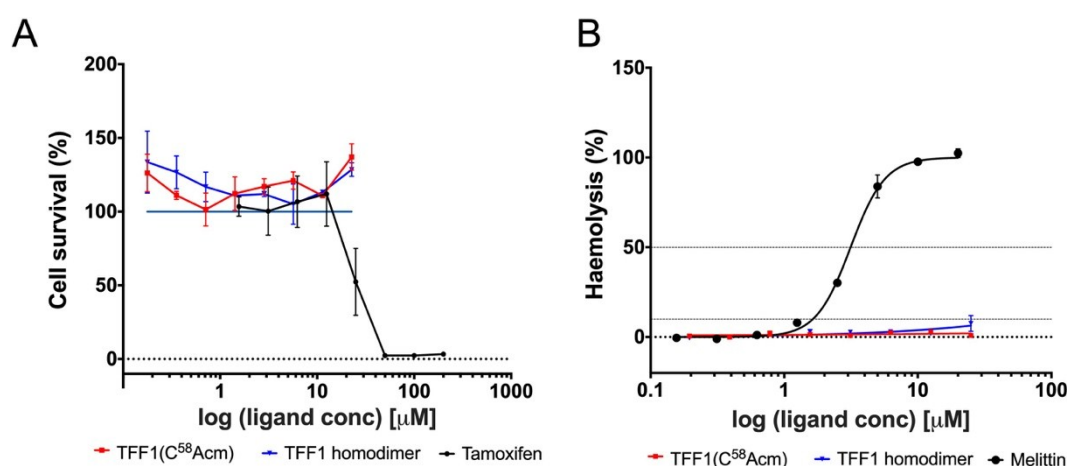 A
Cell survival (%)
200
150
100
50
0
1
10
100
1000
log (ligand conc) [μM]
TFF1(C⁵⁸Acm) TFF1 homodimer Tamoxifen
B
Haemolysis (%)
150
100
50
0
0.1
1
10
100
log (ligand conc) [μM]
TFF1(C⁵⁸Acm) TFF1 homodimer Melittin